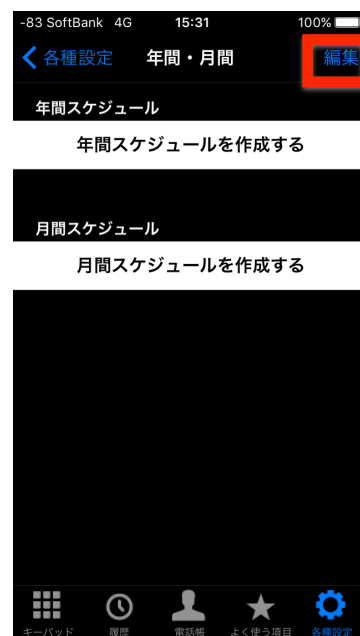 -83 SoftBank 4G 15:31 100%
各種設定 年間・月間 編集
年間スケジュール
年間スケジュールを作成する
月間スケジュール
月間スケジュールを作成する
キーパッド 履歴 電話帳 よく使う項目 各種設定